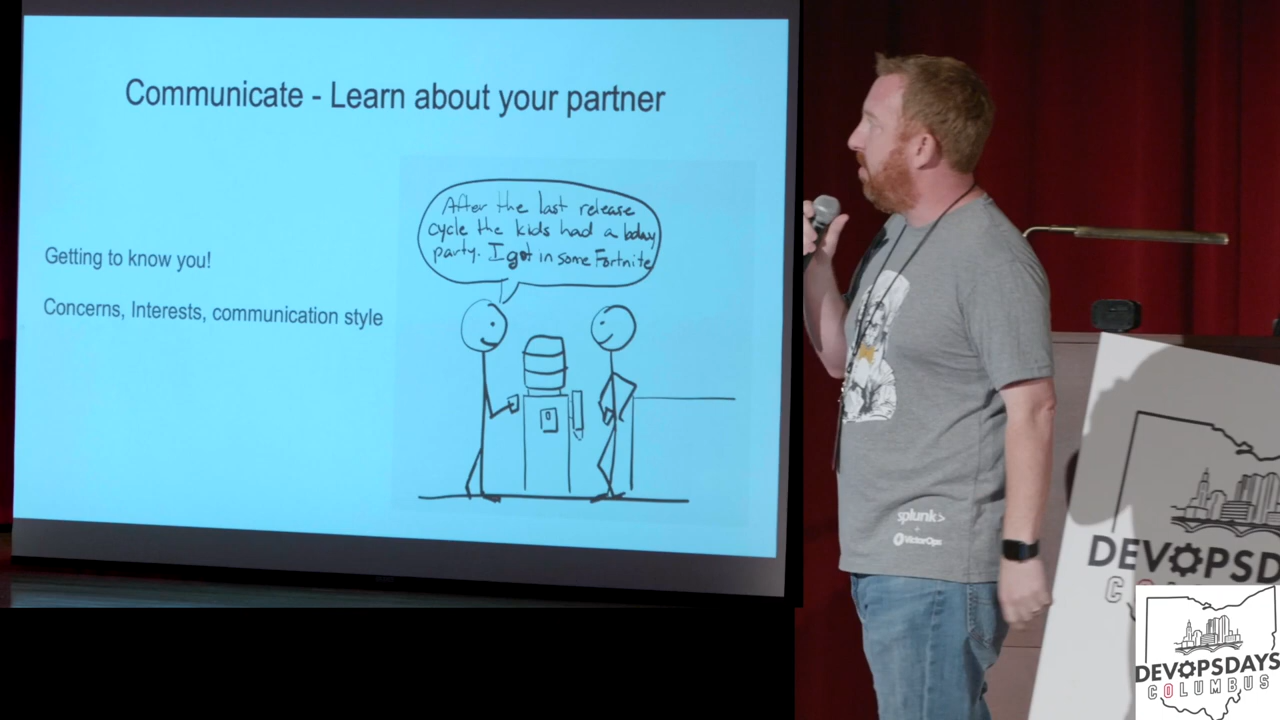 Communicate - Learn about your partner
After the last release
cycle the kids had a bday
party. I got in some Fortnite
Getting to know you!
Concerns, Interests, communication style
splunk>
+
VictorOps
DEVOPSD
C
DEVOPSDAYS
COLUMBUS